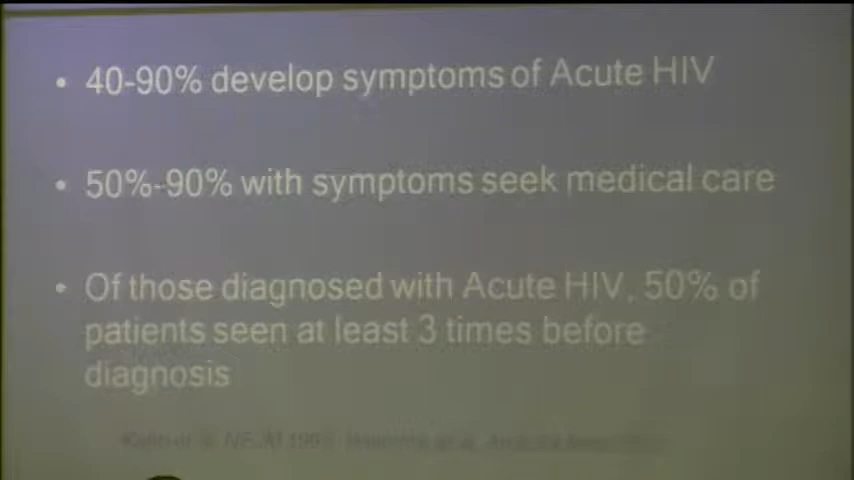 • 40-90% develop symptoms of Acute HIV
• 50%-90% with symptoms seek medical care
• Of those diagnosed with Acute HIV, 50% of
patients seen at least 3 times before
diagnosis